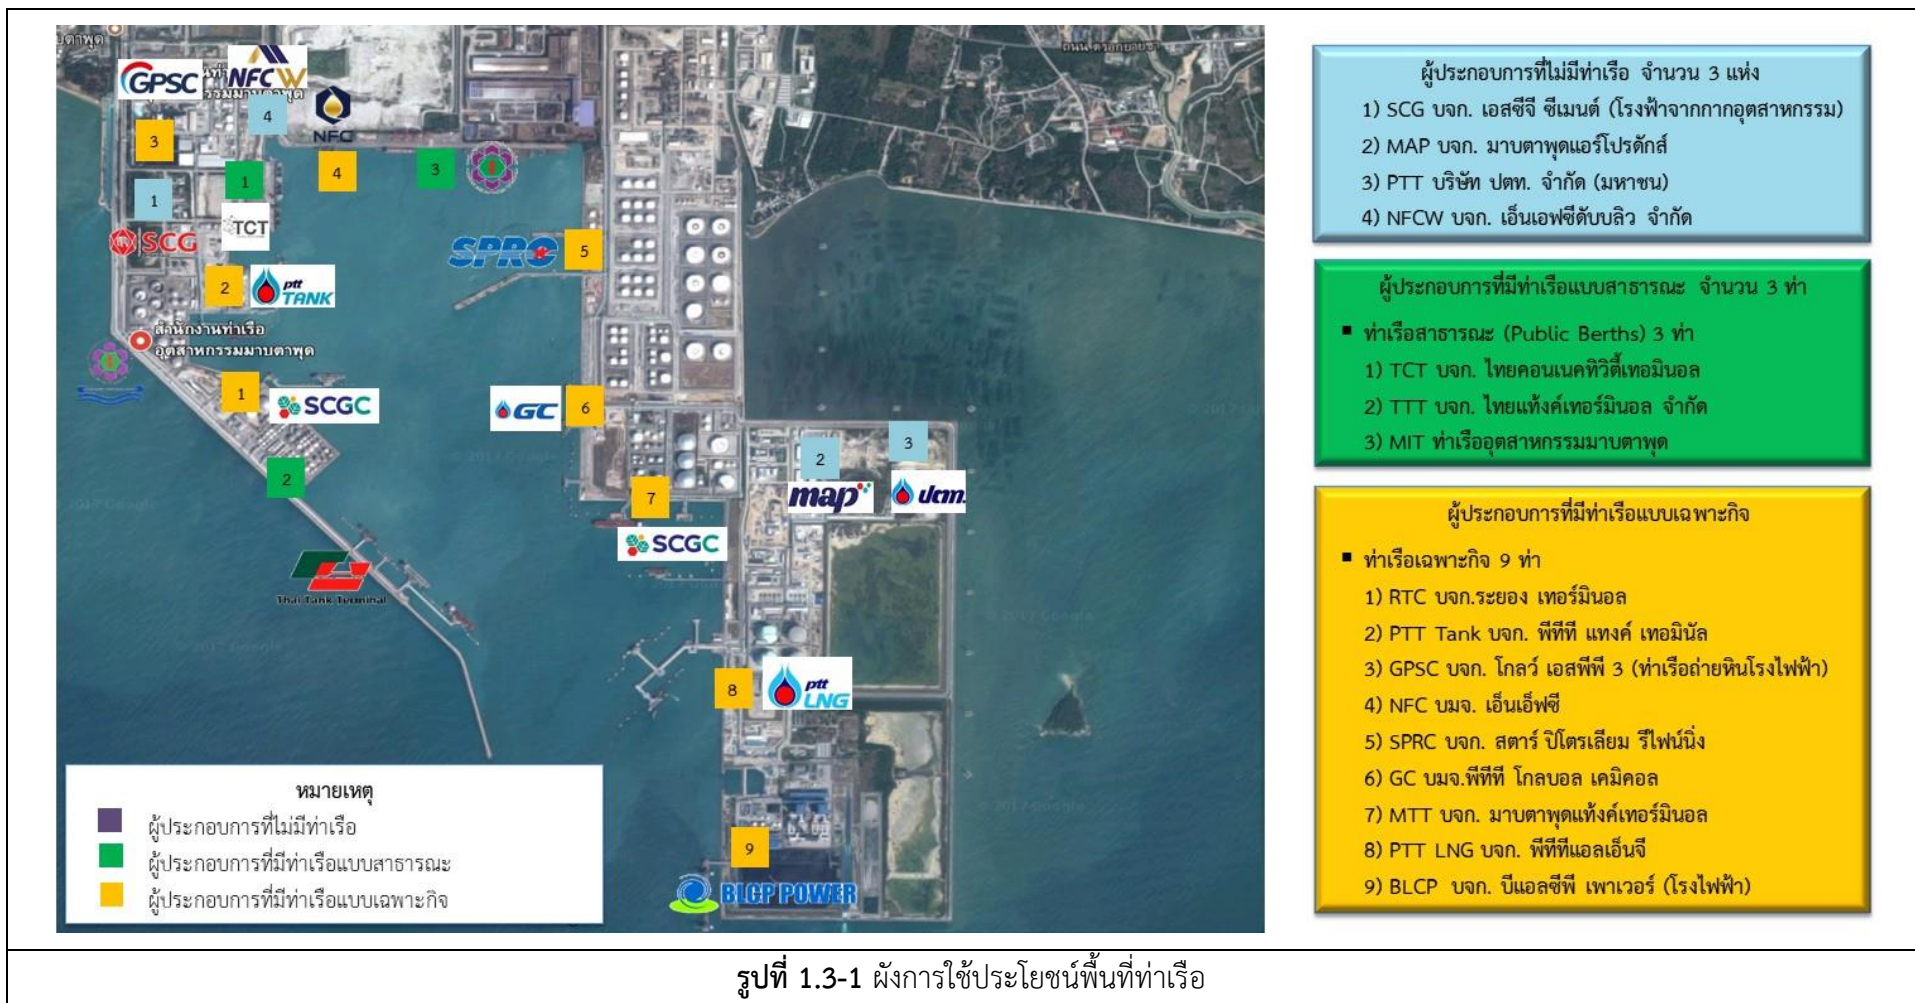 GPSC
NFCW
4
NFC
3
4
3
1
1
SCG
TCT
SPRC
5
2
ptt
TANK
สำนักงานท่าเรือ
อุตสาหกรรมมาบตาพุด
1
SCGC
GC
6
2
3
map
ปตท.
2
7
SCGC
Thai Tank Terminal
8
ptt
LNG
9
BLCP POWER
หมายเหตุ
ผู้ประกอบการที่ไม่มีท่าเรือ
ผู้ประกอบการที่มีท่าเรือแบบสาธารณะ
ผู้ประกอบการที่มีท่าเรือแบบเฉพาะกิจ
ผู้ประกอบการที่ไม่มีท่าเรือ จำนวน 3 แห่ง
1) SCG บจก. เอสซีจี ซีเมนต์ (โรงฟ้าจากกากอุตสาหกรรม)
2) MAP บจก. มาบตาพุดแอร์โปรดักส์
3) PTT บริษัท ปตท. จำกัด (มหาชน)
4) NFCW บจก. เอ็นเอฟซีดับบลิว จำกัด
ผู้ประกอบการที่มีท่าเรือแบบสาธารณะ จำนวน 3 ท่า
▪ ท่าเรือสาธารณะ (Public Berths) 3 ท่า
1) TCT บจก. ไทยคอนเนคทิวิตี้เทอมินอล
2) TTT บจก. ไทยแท้งค์เทอร์มินอล จำกัด
3) MIT ท่าเรืออุตสาหกรรมมาบตาพุด
ผู้ประกอบการที่มีท่าเรือแบบเฉพาะกิจ
▪ ท่าเรือเฉพาะกิจ 9 ท่า
1) RTC บจก.ระยอง เทอร์มินอล
2) PTT Tank บจก. พีทีที แทงค์ เทอมินัล
3) GPSC บจก. โกลว์ เอสพีพี 3 (ท่าเรือถ่ายหินโรงไฟฟ้า)
4) NFC บมจ. เอ็นเอ็ฟซี
5) SPRC บจก. สตาร์ ปิโตรเลียม รีไฟน์นิ่ง
6) GC บมจ.พีทีที โกลบอล เคมิคอล
7) MTT บจก. มาบตาพุดแท้งค์เทอร์มินอล
8) PTT LNG บจก. พีทีทีแอลเอ็นจี
9) BLCP บจก. บีแอลซีพี เพาเวอร์ (โรงไฟฟ้า)
รูปที่ 1.3-1 ผังการใช้ประโยชน์พื้นที่ท่าเรือ